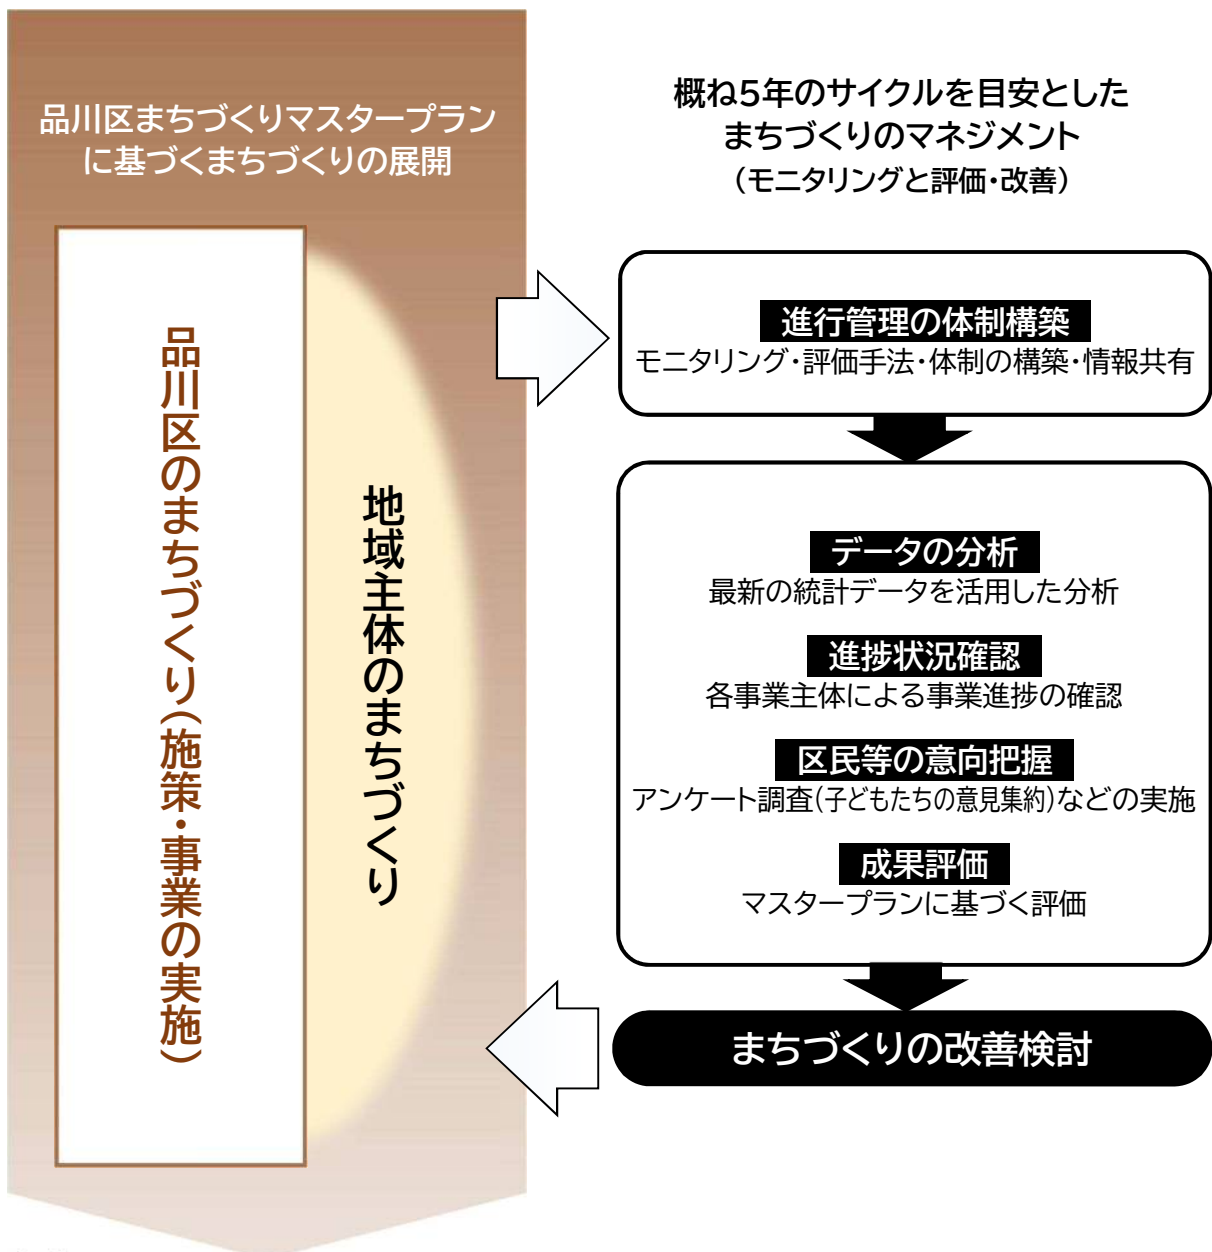 品川区まちづくりマスタープラン
に基づくまちづくりの展開
品川区のまちづくり(施策・事業の実施)
地域主体のまちづくり
概ね5年のサイクルを目安とした
まちづくりのマネジメント
(モニタリングと評価・改善)
進行管理の体制構築
モニタリング・評価手法・体制の構築・情報共有
データの分析
最新の統計データを活用した分析
進捗状況確認
各事業主体による事業進捗の確認
区民等の意向把握
アンケート調査(子どもたちの意見集約)などの実施
成果評価
マスタープランに基づく評価
まちづくりの改善検討